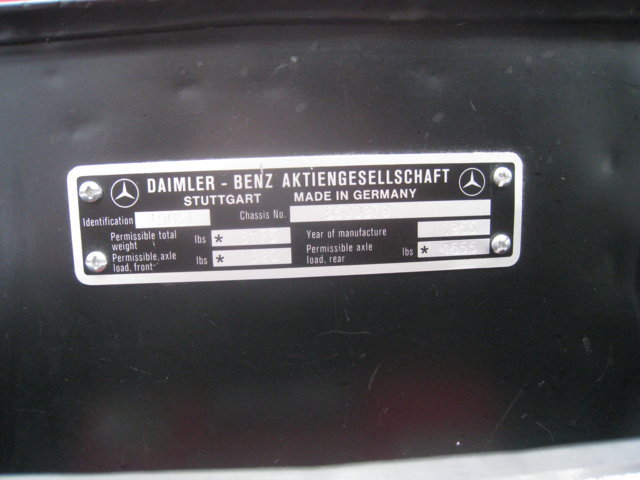 DAIMLER - BENZ AKTIENGESELLSCHAFT
STUTTGART MADE IN GERMANY
Identification Chassis No.
Permissible total weight lbs * Year of manufacture
Permissible axle load, front lbs * Permissible axle load, rear lbs *